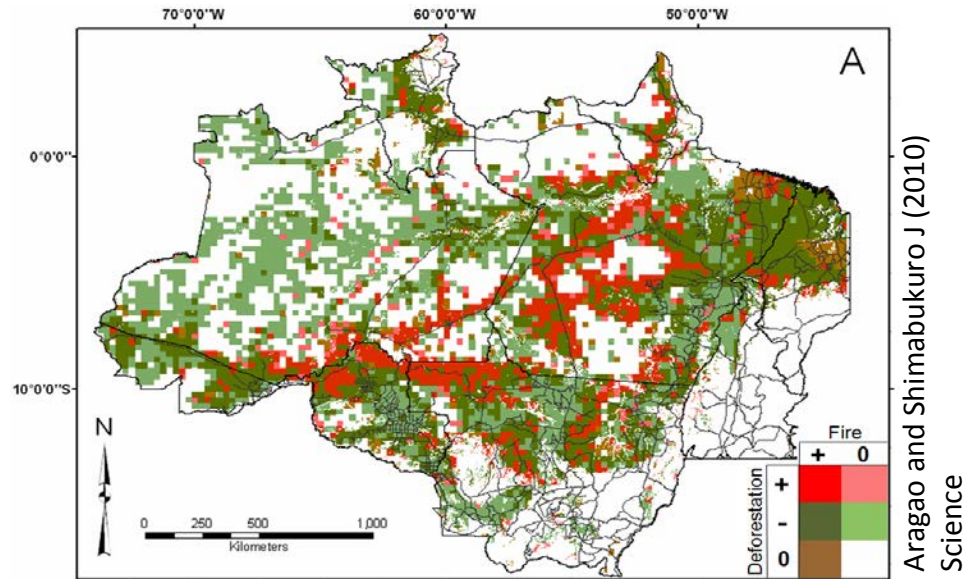 70°0'0"W 60°0'0"W 50°0'0"W
A
0°0'0"
10°0'0"S
N
0 250 500 1,000
Kilometers
Fire
+ 0
Deforestation
+
-
0
Aragao and Shimabukuro J (2010)
Science